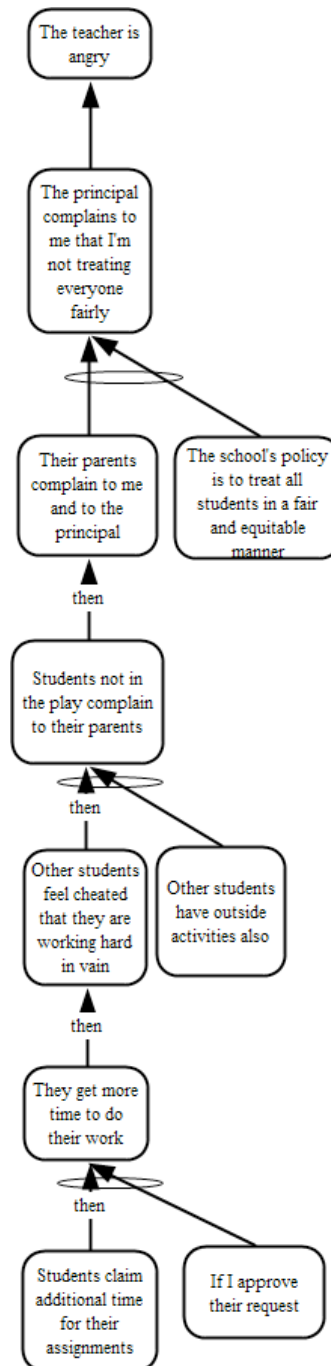 The teacher is
angry
The principal
complains to
me that I'm
not treating
everyone
fairly
Their parents
complain to me
and to the
principal
The school's policy
is to treat all
students in a fair
and equitable
manner
then
Students not in
the play complain
to their parents
then
Other students
feel cheated
that they are
working hard
in vain
Other students
have outside
activities also
then
They get more
time to do
their work
then
Students claim
additional time
for their
assignments
If I approve
their request